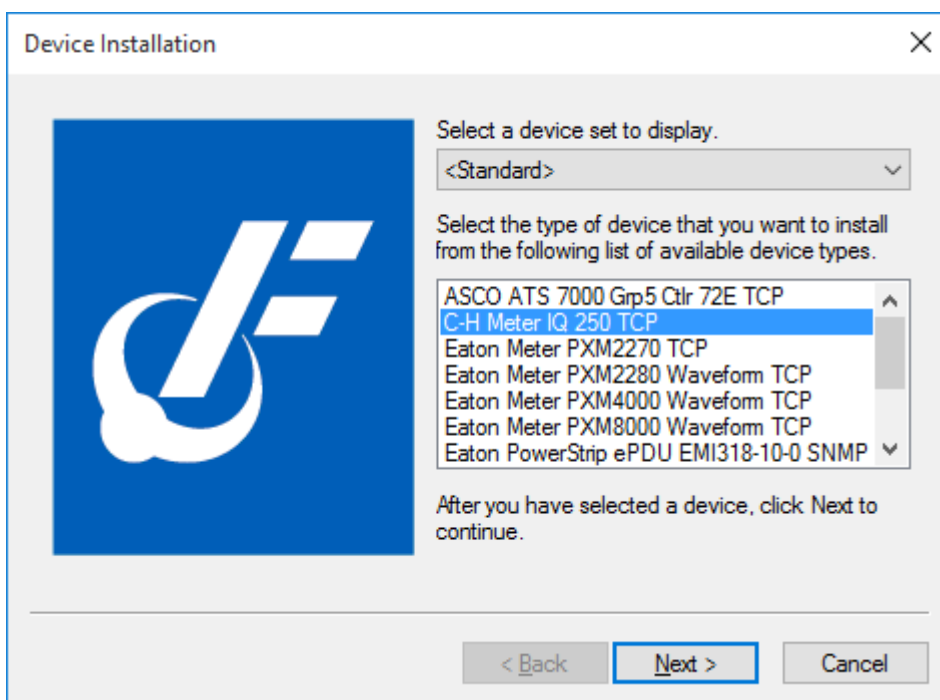 Device Installation
Select a device set to display.
<Standard>
Select the type of device that you want to install
from the following list of available device types.
ASCO ATS 7000 Grp5 Ctlr 72E TCP
C-H Meter IQ 250 TCP
Eaton Meter PXM2270 TCP
Eaton Meter PXM2280 Waveform TCP
Eaton Meter PXM4000 Waveform TCP
Eaton Meter PXM8000 Waveform TCP
Eaton PowerStrip ePDU EMI318-10-0 SNMP
After you have selected a device, click Next to
continue.
< Back
Next >
Cancel